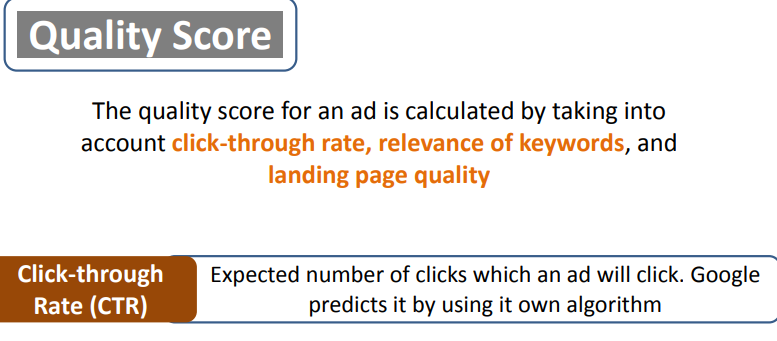 Quality Score
The quality score for an ad is calculated by taking into
account click-through rate, relevance of keywords, and
landing page quality
Click-through
Rate (CTR)
Expected number of clicks which an ad will click. Google
predicts it by using it own algorithm